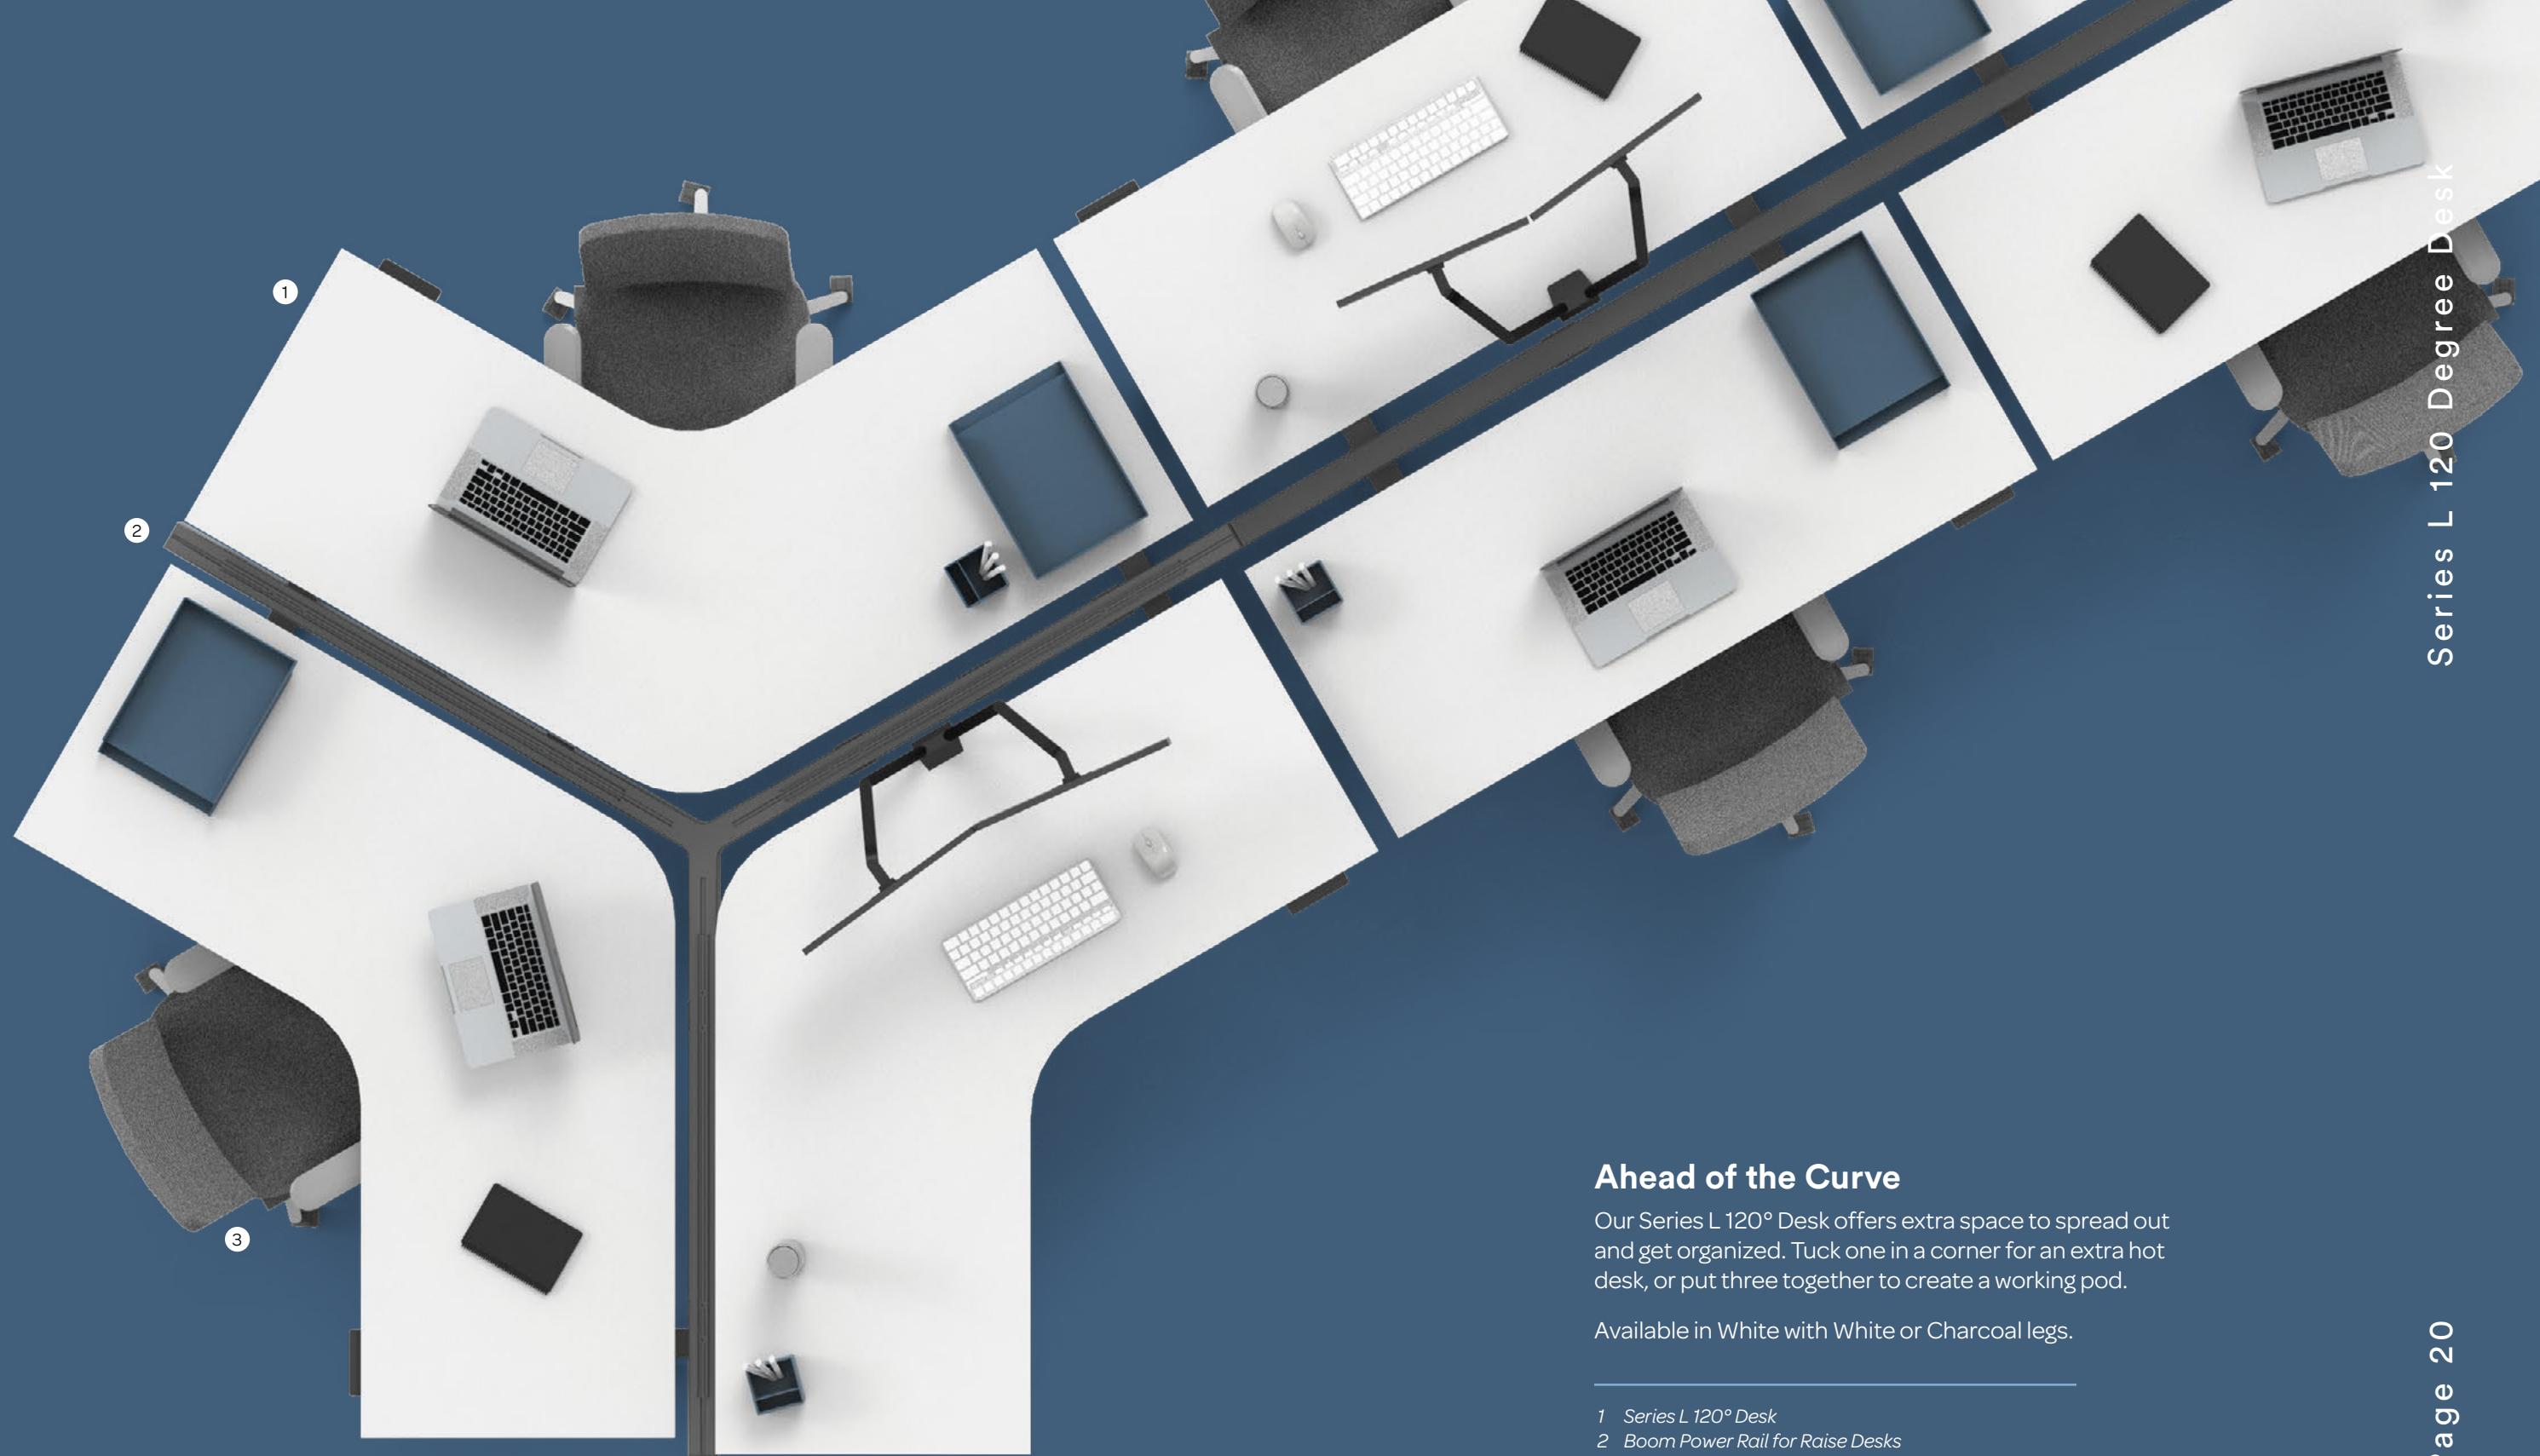 1
2
3
Series L 120 Degree Desk
Ahead of the Curve
Our Series L 120° Desk offers extra space to spread out
and get organized. Tuck one in a corner for an extra hot
desk, or put three together to create a working pod.
Available in White with White or Charcoal legs.
1 Series L 120° Desk
2 Boom Power Rail for Raise Desks
20